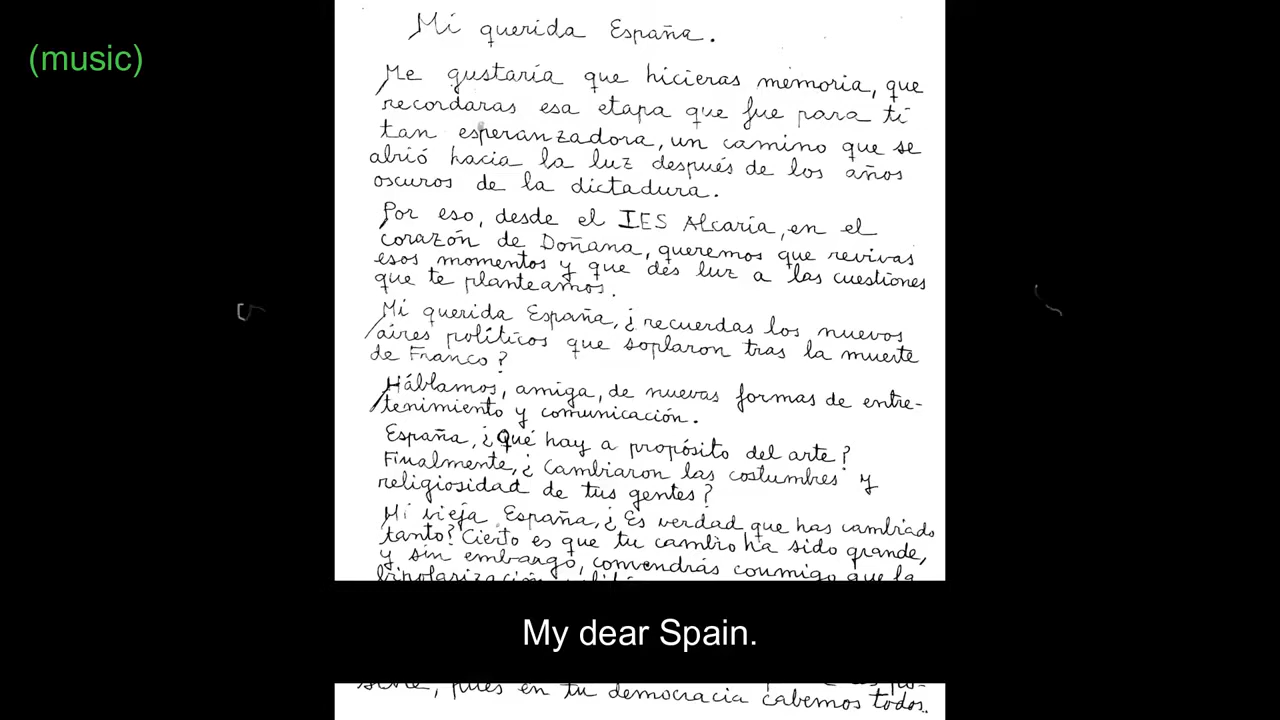 (music)
Mi querida España.
Me gustaría que hicieras memoria, que
recordaras esa etapa que fue para ti
tan esperanzadora, un camino que se
abrió hacia la luz después de los años
oscuros de la dictadura.
Por eso, desde el IES Alcaria, en el
corazón de Doñana, queremos que revivas
esos momentos y que des luz a las cuestiones
que te planteamos.
Mi querida España, ¿recuerdas los nuevos
aires políticos que soplaron tras la muerte
de Franco?
Háblamos, amiga, de nuevas formas de entre-
tenimiento y comunicación.
España, ¿Qué hay a propósito del arte?
Finalmente, ¿cambiaron las costumbres y
religiosidad de tus gentes?
Mi vieja España, ¿Es verdad que has cambiado
tanto? Cierto es que tu cambio ha sido grande,
y sin embargo, convendrás conmigo que la
My dear Spain.
pues en tu democracia cabemos todos.